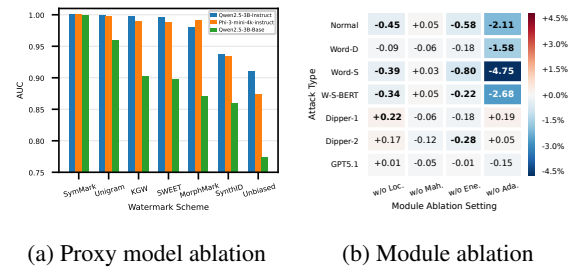 1.00
0.95
0.90
0.85
0.80
0.75
AUC
Qwen2.5-3B-Instruct
Phi-3-mini-4k-instruct
Qwen2.5-3B-Base
SymMark Unigram KGW SWEET MorphMark SynthID Unbiased
Watermark Scheme
(a) Proxy model ablation
Attack Type
Normal -0.45 +0.05 -0.58 -2.11
Word-D -0.09 -0.06 -0.18 -1.58
Word-S -0.39 +0.03 -0.80 -4.75
W-S-BERT -0.34 +0.05 -0.22 -2.68
Dipper-1 +0.22 -0.06 -0.18 +0.19
Dipper-2 +0.17 -0.12 -0.28 +0.05
GPT5.1 +0.01 -0.05 -0.01 -0.15
w/o Loc. w/o Mah. w/o Ene. w/o Ada.
Module Ablation Setting
+4.5%
+3.0%
+1.5%
+0.0%
-1.5%
-3.0%
-4.5%
(b) Module ablation